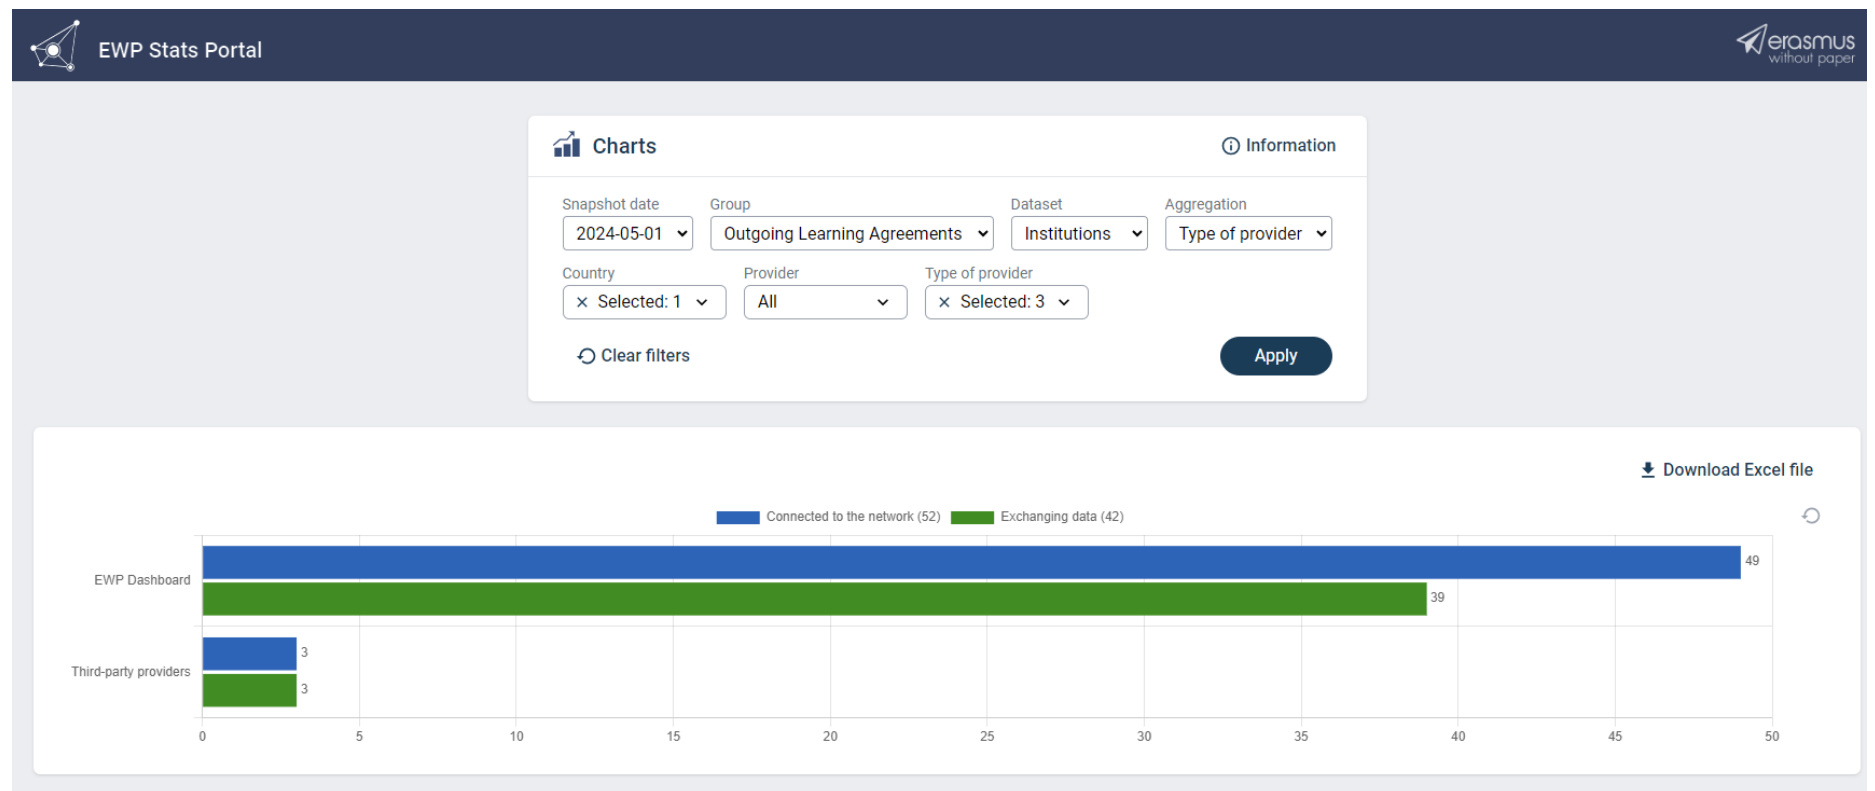 EWP Stats Portal
erasmus
without paper
Charts
Information
Snapshot date Group Dataset Aggregation
2024-05-01 Outgoing Learning Agreements Institutions Type of provider
Country Provider Type of provider
× Selected: 1 All × Selected: 3
Clear filters Apply
Download Excel file
Connected to the network (52) Exchanging data (42)
EWP Dashboard
49
39
Third-party providers
3
3
0 5 10 15 20 25 30 35 40 45 50